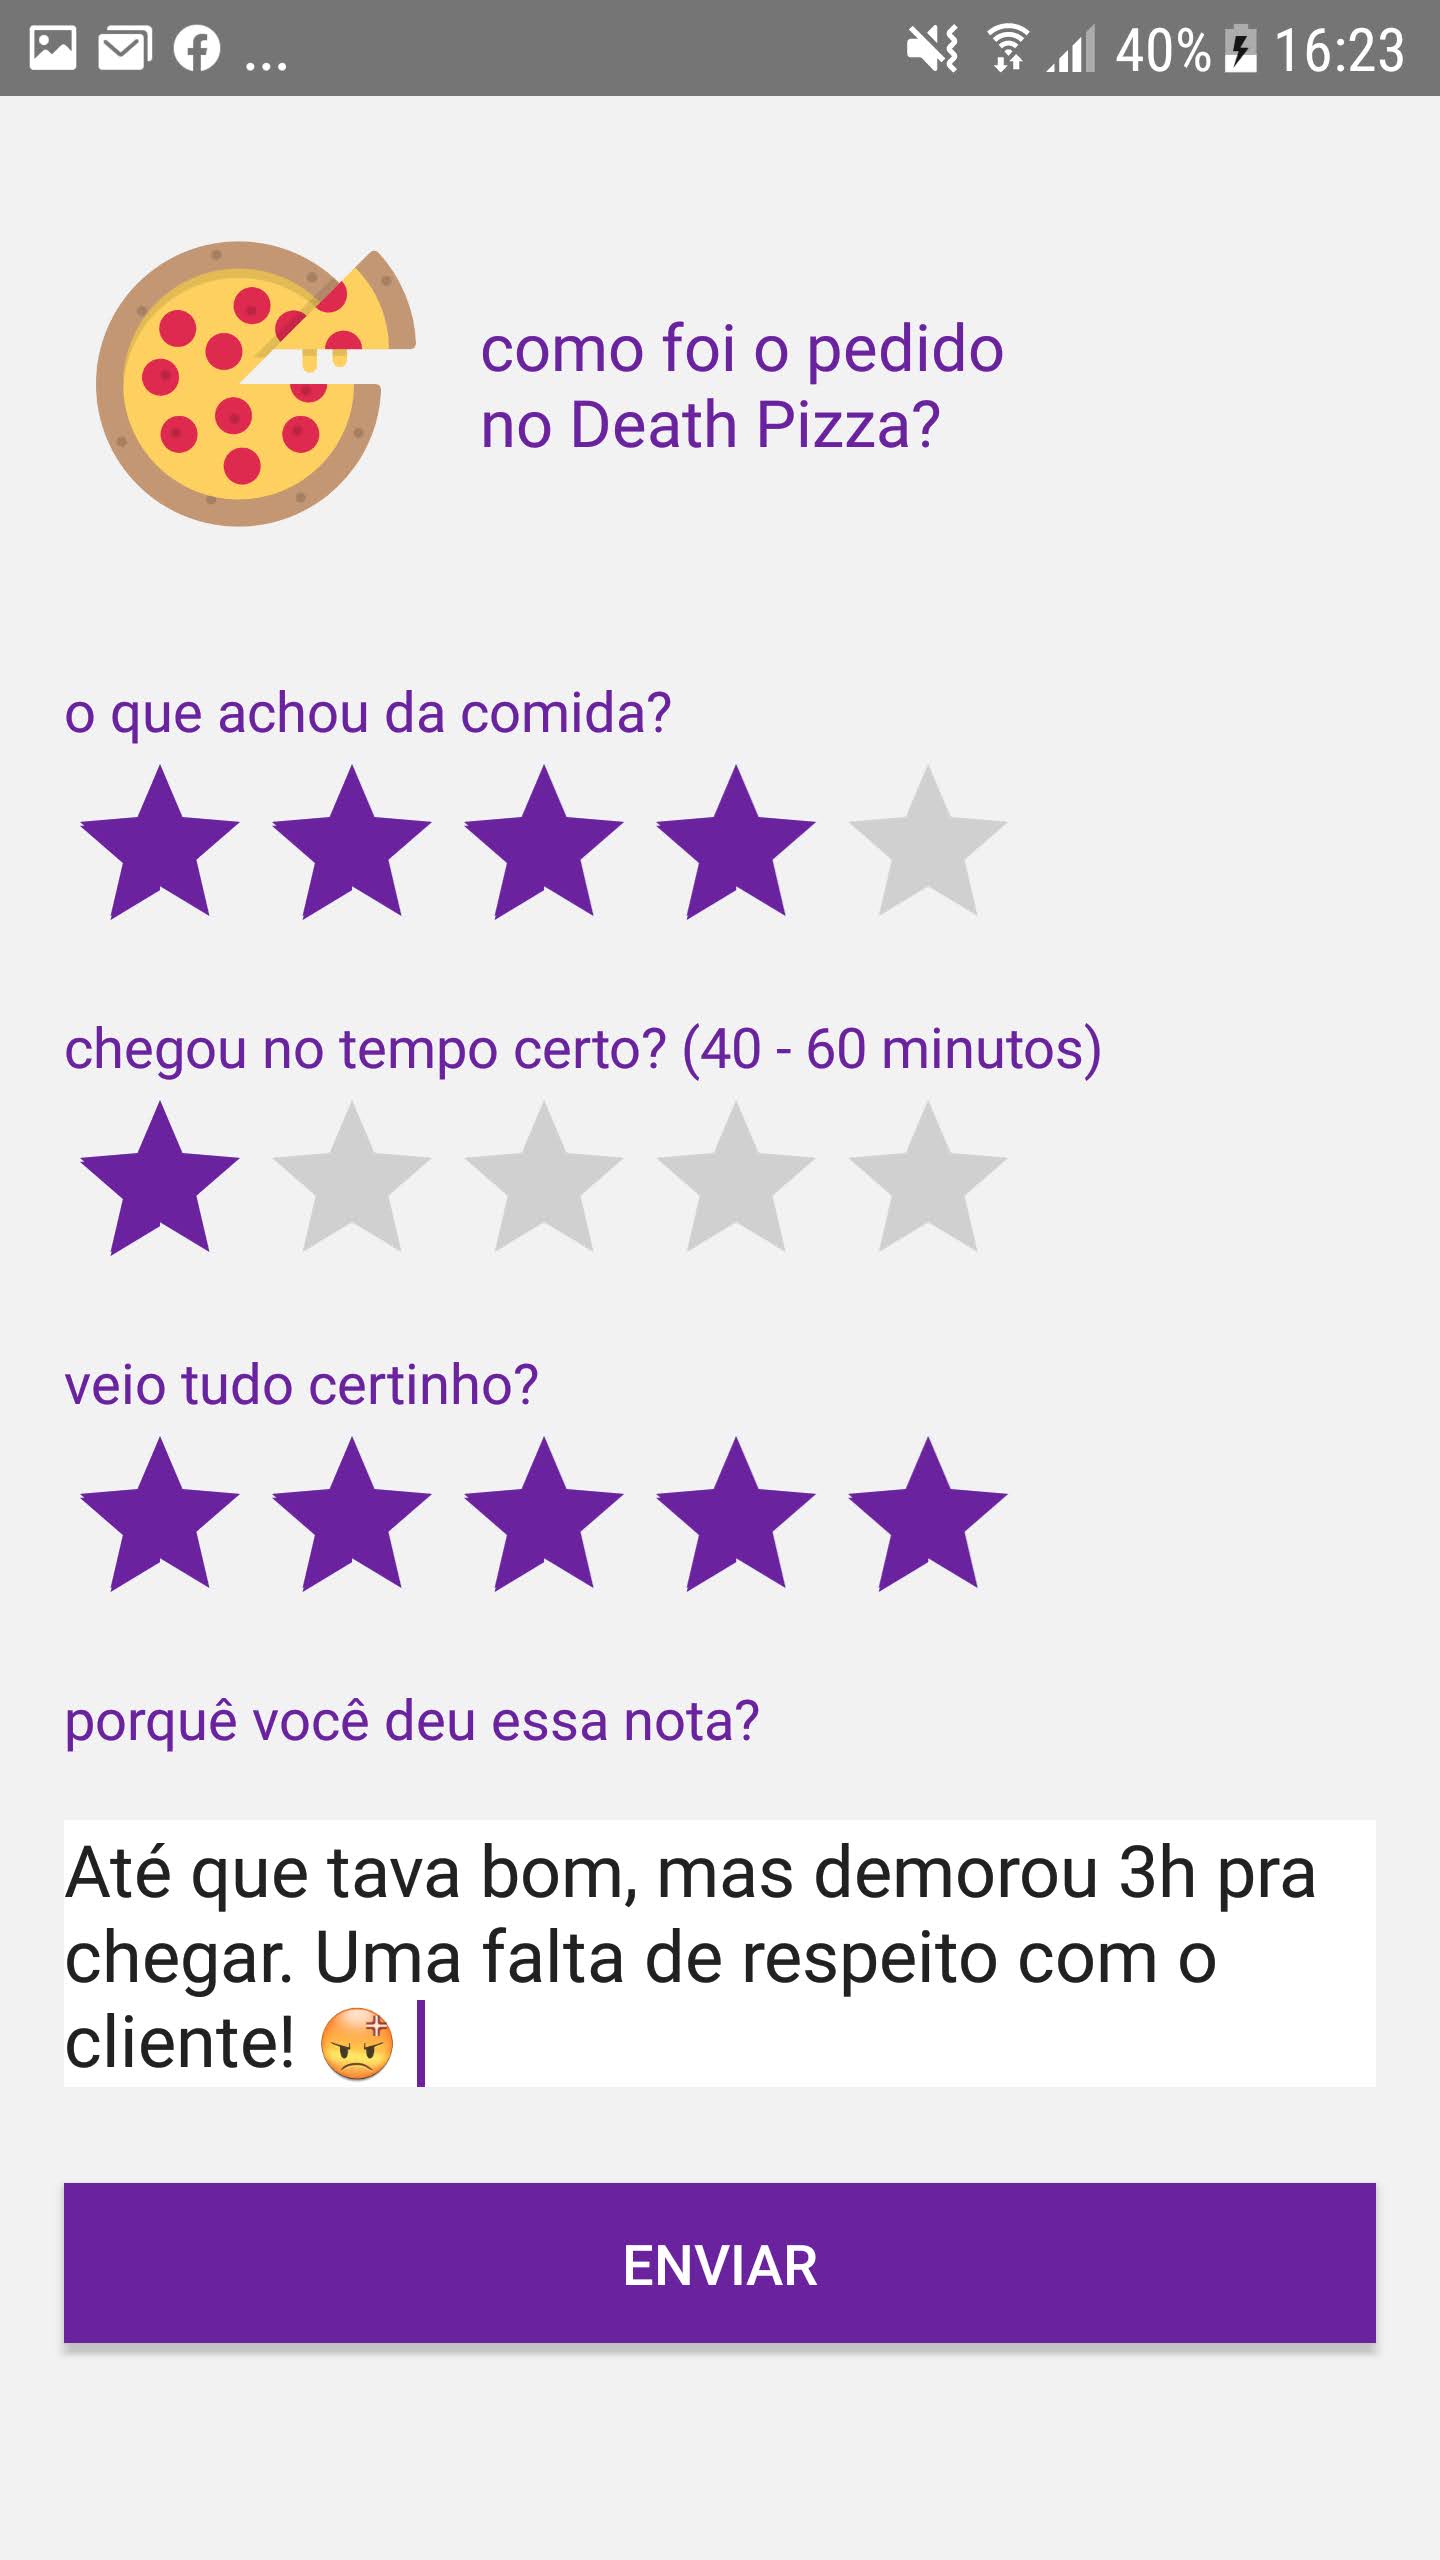 ... 40% 16:23
como foi o pedido
no Death Pizza?
o que achou da comida?
chegou no tempo certo? (40 - 60 minutos)
veio tudo certinho?
porquê você deu essa nota?
Até que tava bom, mas demorou 3h pra
chegar. Uma falta de respeito com o
cliente! 😡
ENVIAR